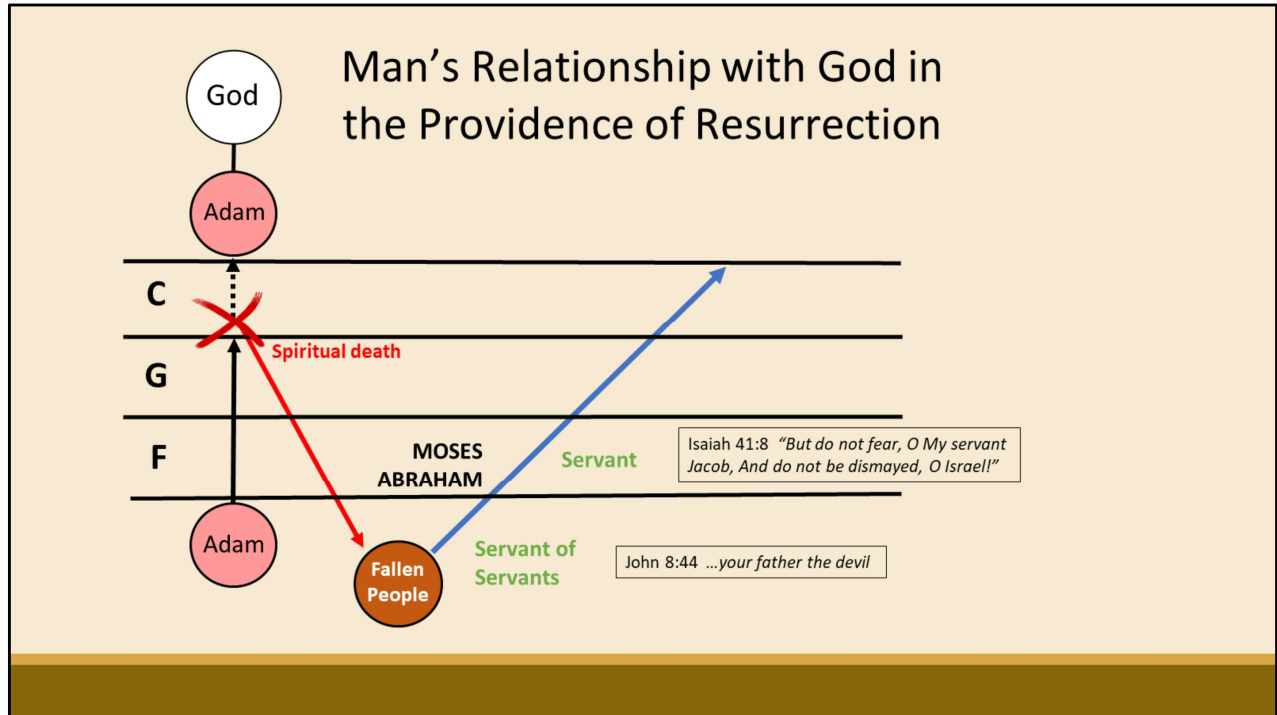 Man’s Relationship with God in
the Providence of Resurrection
God
Adam
C
Spiritual death
G
F
MOSES
ABRAHAM
Servant
Isaiah 41:8 “But do not fear, O My servant
Jacob, And do not be dismayed, O Israel!”
Adam
Fallen
People
Servant of
Servants
John 8:44 ...your father the devil